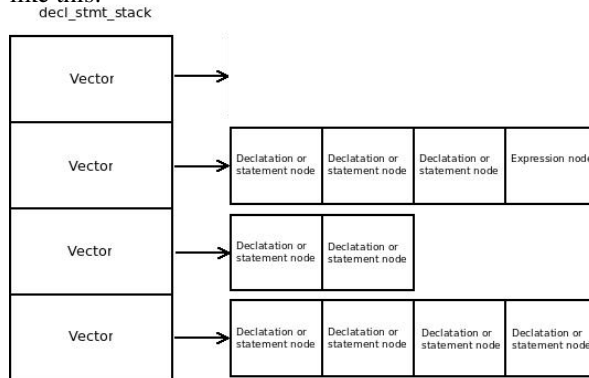 like this:
decl_stmt_stack
Vector
Vector
Declatation or
statement node
Declatation or
statement node
Declatation or
statement node
Expression node
Vector
Declatation or
statement node
Declatation or
statement node
Vector
Declatation or
statement node
Declatation or
statement node
Declatation or
statement node
Declatation or
statement node